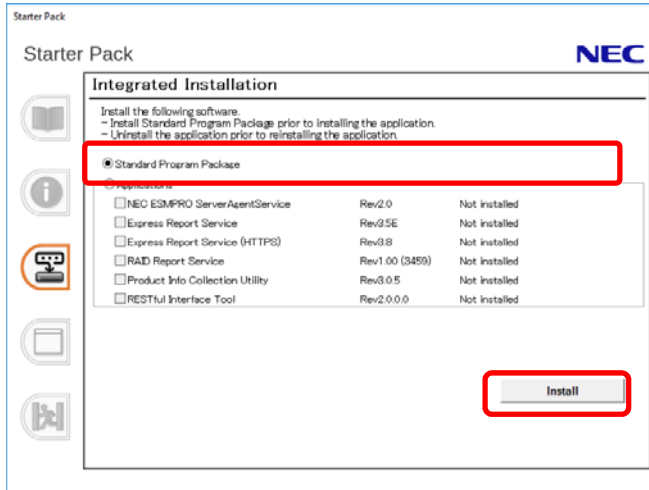 Starter Pack
Starter Pack
NEC
Integrated Installation
Install the following software.
- Install Standard Program Package prior to installing the application.
- Uninstall the application prior to reinstalling the application.
Standard Program Package
Applications
NEC ESMPRO ServerAgentService Rev2.0 Not installed
Express Report Service Rev3.5E Not installed
Express Report Service (HTTPS) Rev3.8 Not installed
RAID Report Service Rev1.00 (3459) Not installed
Product Info Collection Utility Rev3.0.5 Not installed
RESTful Interface Tool Rev2.0.0.0 Not installed
Install